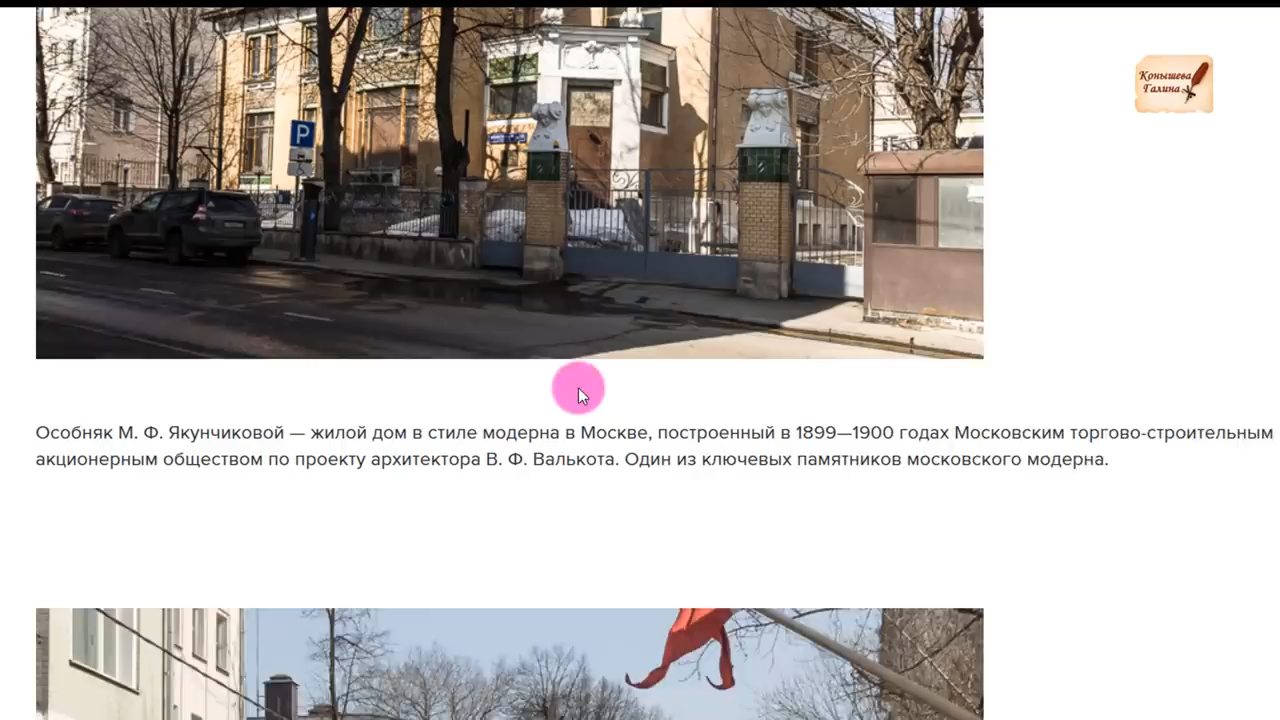 Конышева
Галина
P
Особняк М. Ф. Якунчиковой — жилой дом в стиле модерна в Москве, построенный в 1899—1900 годах Московским торгово-строительным
акционерным обществом по проекту архитектора В. Ф. Валькота. Один из ключевых памятников московского модерна.